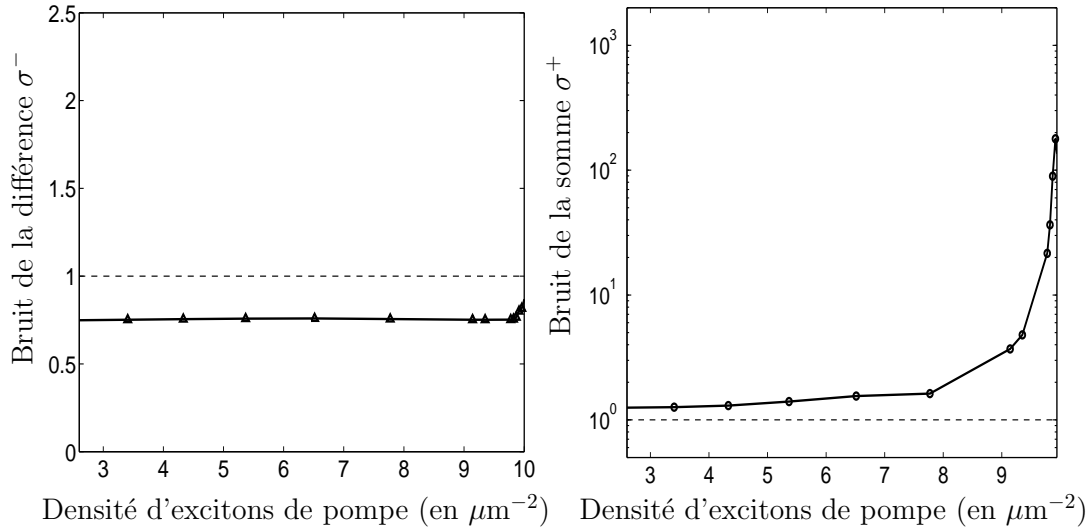 Bruit de la différence σ⁻
2.5
2
1.5
1
0.5
0
3 4 5 6 7 8 9 10
Densité d'excitons de pompe (en μm⁻²)
Bruit de la somme σ⁺
10³
10²
10¹
10⁰
3 4 5 6 7 8 9
Densité d'excitons de pompe (en μm⁻²)